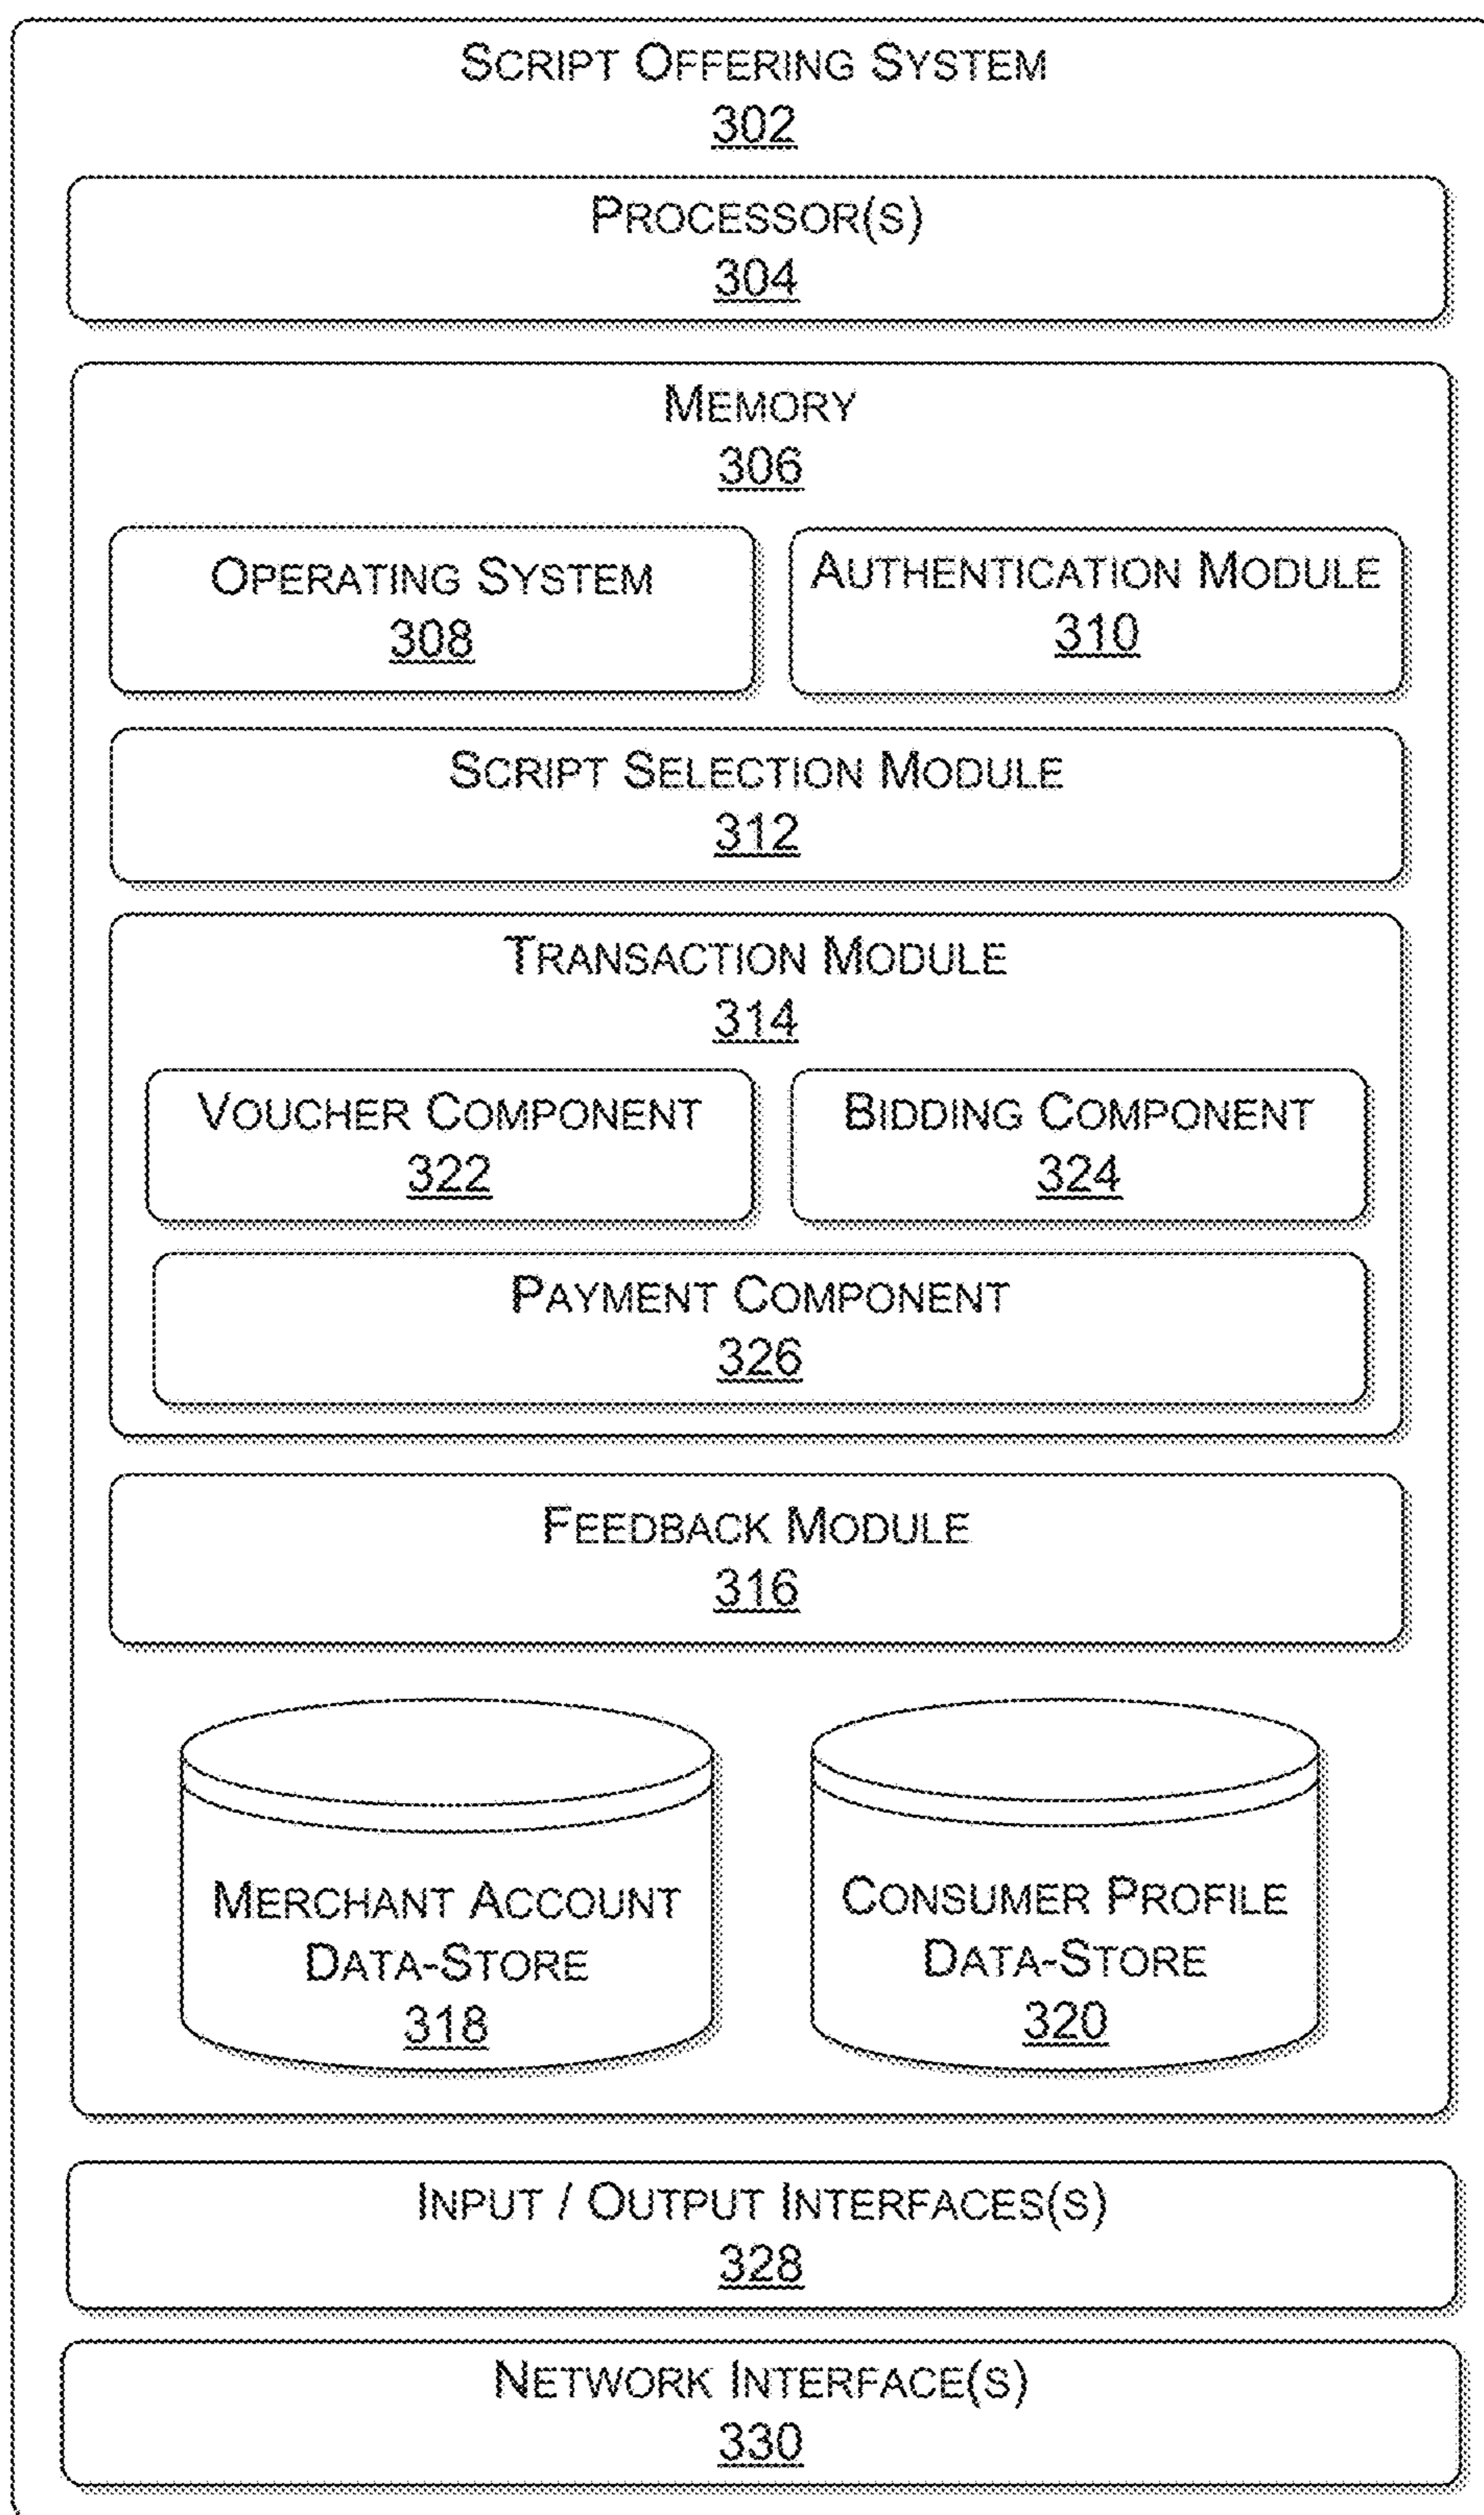 SCRIPT OFFERING SYSTEM
302
PROCESSOR(S)
304
MEMORY
306
OPERATING SYSTEM
308
AUTHENTICATION MODULE
310
SCRIPT SELECTION MODULE
312
TRANSACTION MODULE
314
VOUCHER COMPONENT
322
BIDDING COMPONENT
324
PAYMENT COMPONENT
326
FEEDBACK MODULE
316
MERCHANT ACCOUNT
DATA-STORE
318
CONSUMER PROFILE
DATA-STORE
320
INPUT / OUTPUT INTERFACES(S)
328
NETWORK INTERFACE(S)
330